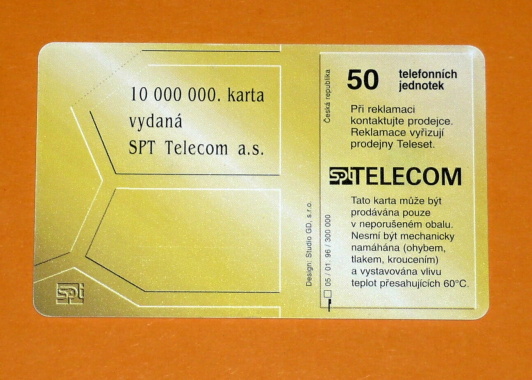 10 000 000. karta
vydaná
SPT Telecom a.s.
spt
Design: Studio GD, s.r.o.
Česká republika
05 / 01. 96 / 300 000
50 telefonních
jednotek
Při reklamaci
kontaktujte prodejce.
Reklamace vyřizují
prodejny Teleset.
spt TELECOM
Tato karta může být
prodávána pouze
v neporušeném obalu.
Nesmí být mechanicky
namáhána (ohybem,
tlakem, kroucením)
a vystavována vlivu
teplot přesahujících 60°C.